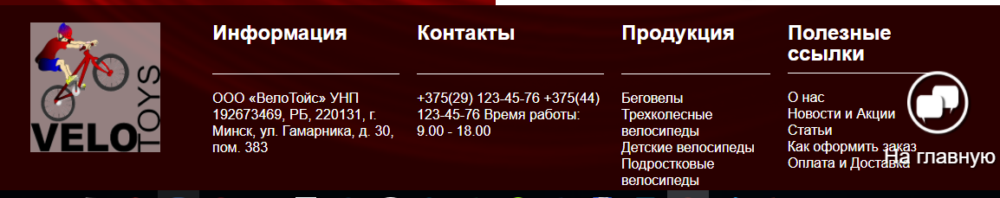 VELO
TOYS
Информация
ООО «ВелоТойс» УНП
192673469, РБ, 220131, г.
Минск, ул. Гамарника, д. 30,
пом. 383
Контакты
+375(29) 123-45-76 +375(44)
123-45-76 Время работы:
9.00 - 18.00
Продукция
Беговелы
Трехколесные
велосипеды
Детские велосипеды
Подростковые
велосипеды
Полезные
ссылки
О нас
Новости и Акции
Статьи
Как оформить заказ
Оплата и Доставка
На главную